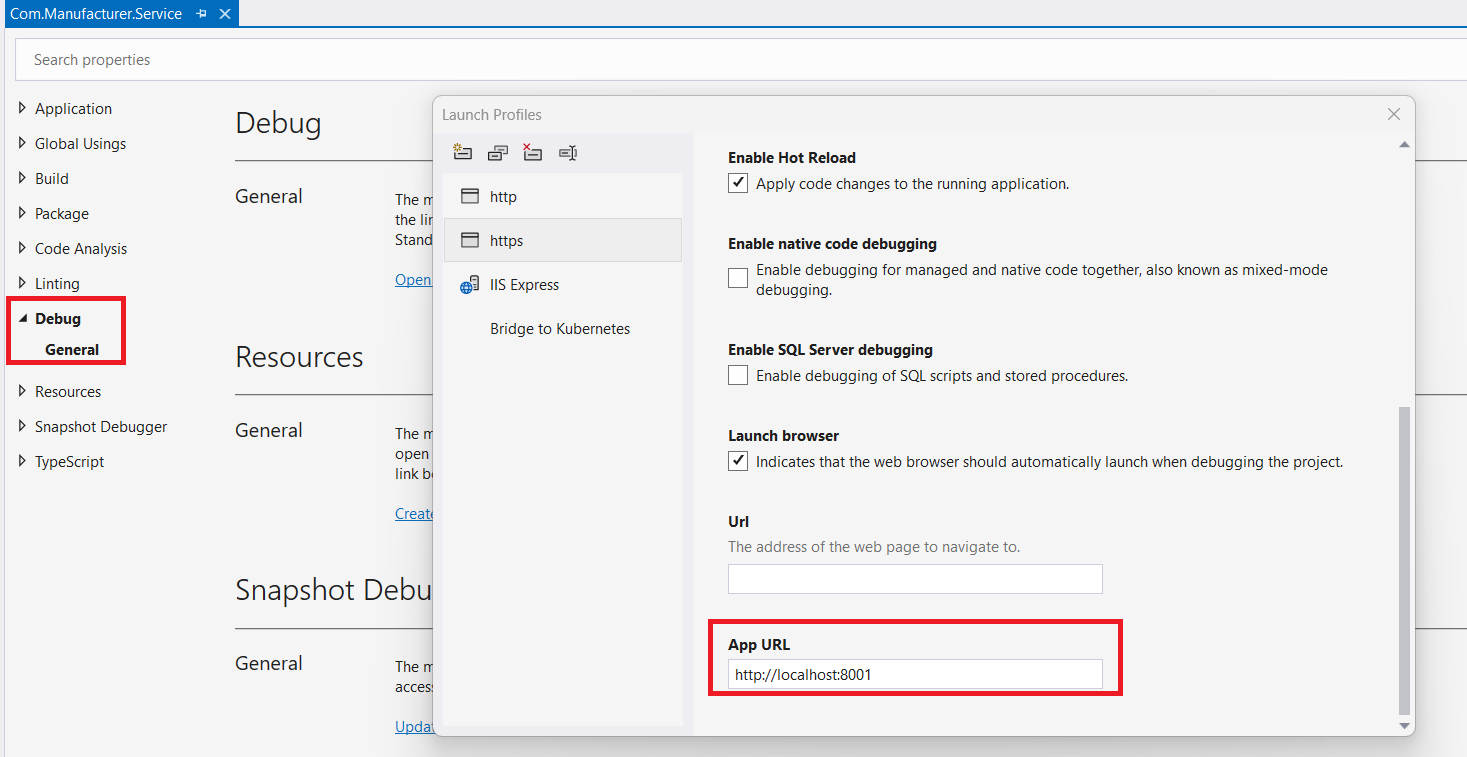 Com.Manufacturer.Service
Search properties
Application
Global Usings
Build
Package
Code Analysis
Linting
Debug
General
Resources
Snapshot Debugger
TypeScript
Debug
General
The
the
Stand
Open
Resources
General
The
open
link
Create
Snapshot Debu
General
The
acces
Updat
Launch Profiles
http
https
IIS Express
Bridge to Kubernetes
Enable Hot Reload
Apply code changes to the running application.
Enable native code debugging
Enable debugging for managed and native code together, also known as mixed-mode
debugging.
Enable SQL Server debugging
Enable debugging of SQL scripts and stored procedures.
Launch browser
Indicates that the web browser should automatically launch when debugging the project.
Url
The address of the web page to navigate to.
App URL
http://localhost:8001